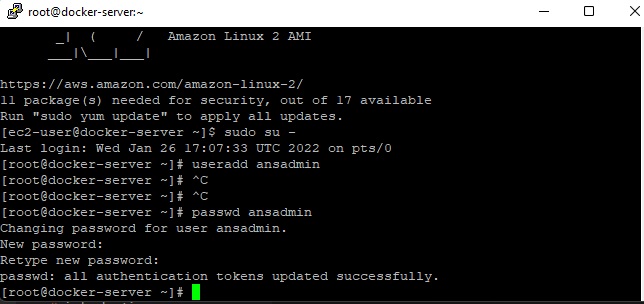 root@docker-server:~
_|  (     /   Amazon Linux 2 AMI
___|\___|___|
https://aws.amazon.com/amazon-linux-2/
11 package(s) needed for security, out of 17 available
Run "sudo yum update" to apply all updates.
[ec2-user@docker-server ~]$ sudo su -
Last login: Wed Jan 26 17:07:33 UTC 2022 on pts/0
[root@docker-server ~]# useradd ansadmin
[root@docker-server ~]# ^C
[root@docker-server ~]# ^C
[root@docker-server ~]# passwd ansadmin
Changing password for user ansadmin.
New password:
Retype new password:
passwd: all authentication tokens updated successfully.
[root@docker-server ~]#